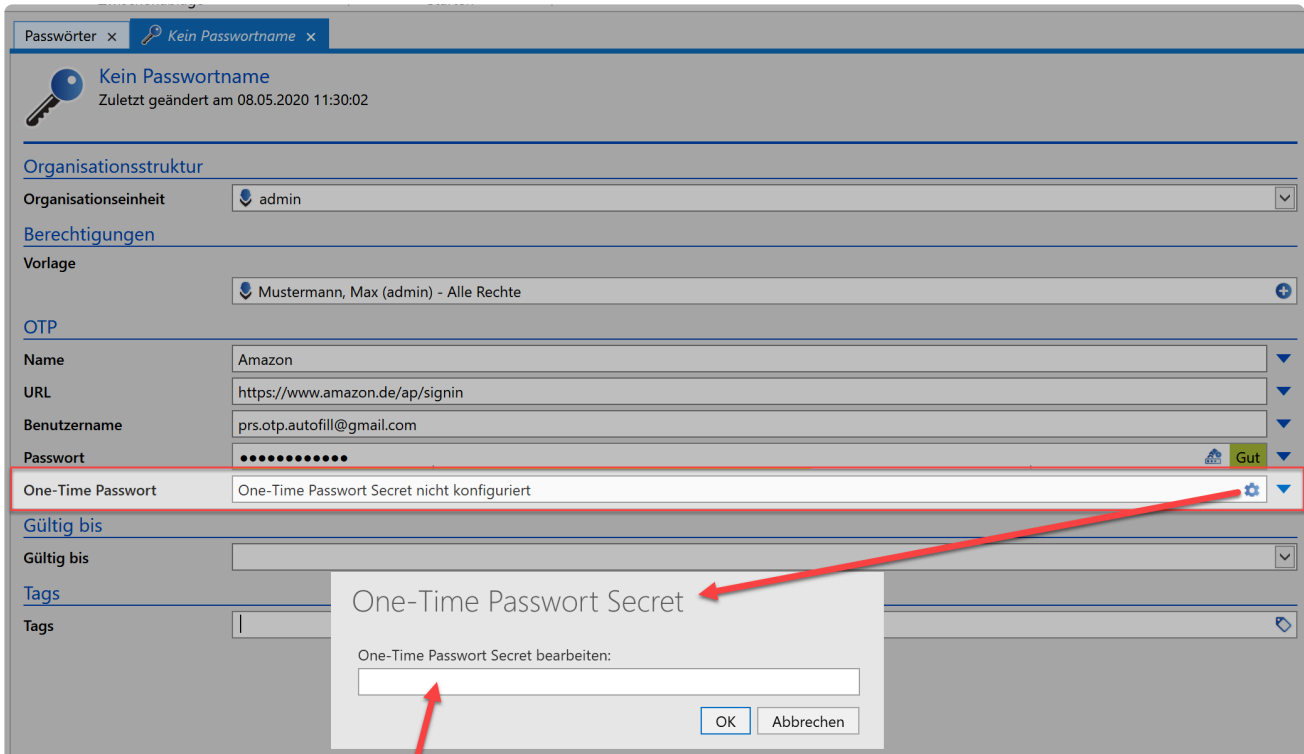 Passwörter ×
Kein Passwortname ×
Kein Passwortname
Zuletzt geändert am 08.05.2020 11:30:02
Organisationsstruktur
Organisationseinheit admin
Berechtigungen
Vorlage
Mustermann, Max (admin) - Alle Rechte
OTP
Name Amazon
URL https://www.amazon.de/ap/signin
Benutzername prs.otp.autofill@gmail.com
Passwort •••••••••••• Gut
One-Time Passwort One-Time Passwort Secret nicht konfiguriert
Gültig bis
Gültig bis
Tags
Tags
One-Time Passwort Secret
One-Time Passwort Secret bearbeiten:
OK Abbrechen